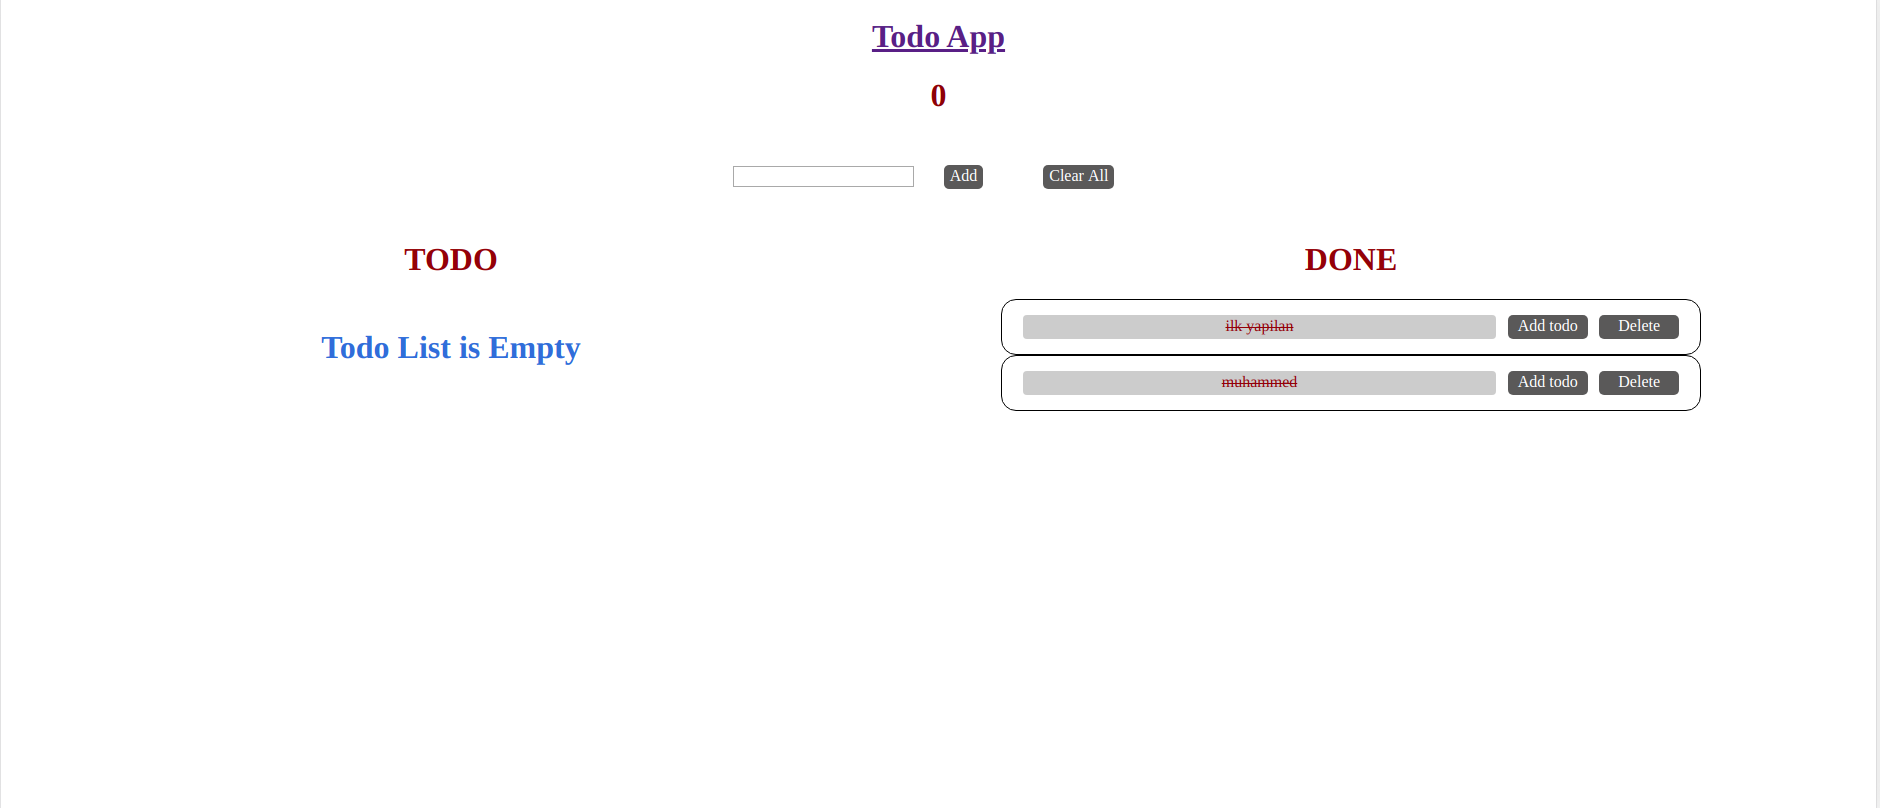 Todo App
0
Add Clear All
TODO
Todo List is Empty
DONE
ilk yapilan Add todo Delete
muhammed Add todo Delete